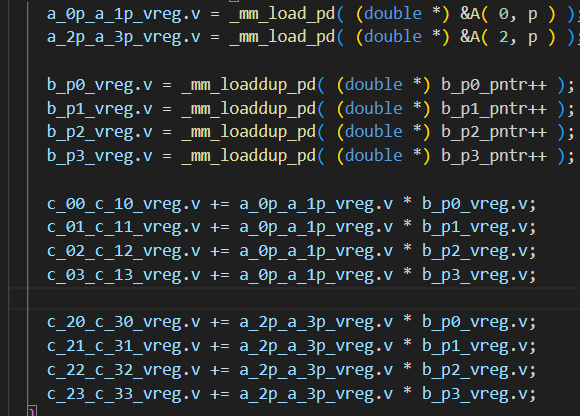 a_0p_a_1p_vreg.v = _mm_load_pd( (double *) &A( 0, p ) );
a_2p_a_3p_vreg.v = _mm_load_pd( (double *) &A( 2, p ) );
b_p0_vreg.v = _mm_loaddup_pd( (double *) b_p0_pntr++ );
b_p1_vreg.v = _mm_loaddup_pd( (double *) b_p1_pntr++ );
b_p2_vreg.v = _mm_loaddup_pd( (double *) b_p2_pntr++ );
b_p3_vreg.v = _mm_loaddup_pd( (double *) b_p3_pntr++ );
c_00_c_10_vreg.v += a_0p_a_1p_vreg.v * b_p0_vreg.v;
c_01_c_11_vreg.v += a_0p_a_1p_vreg.v * b_p1_vreg.v;
c_02_c_12_vreg.v += a_0p_a_1p_vreg.v * b_p2_vreg.v;
c_03_c_13_vreg.v += a_0p_a_1p_vreg.v * b_p3_vreg.v;
c_20_c_30_vreg.v += a_2p_a_3p_vreg.v * b_p0_vreg.v;
c_21_c_31_vreg.v += a_2p_a_3p_vreg.v * b_p1_vreg.v;
c_22_c_32_vreg.v += a_2p_a_3p_vreg.v * b_p2_vreg.v;
c_23_c_33_vreg.v += a_2p_a_3p_vreg.v * b_p3_vreg.v;
}